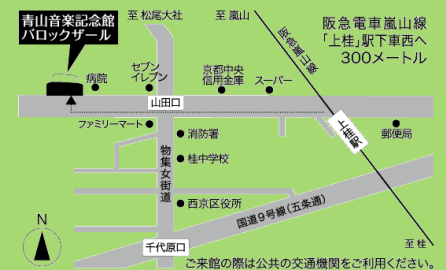 青山音楽記念館
バロックザール
至 松尾大社
至 嵐山
阪急嵐山線
阪急電車嵐山線
「上桂」駅下車西へ
300メートル
病院
セブン
イレブン
京都中央
信用金庫
スーパー
山田口
ファミリーマート
消防署
上桂駅
郵便局
物集女街道
桂中学校
西京区役所
国道9号線(五条通)
N
千代原口
至 桂
ご来館の際は公共の交通機関をご利用ください。